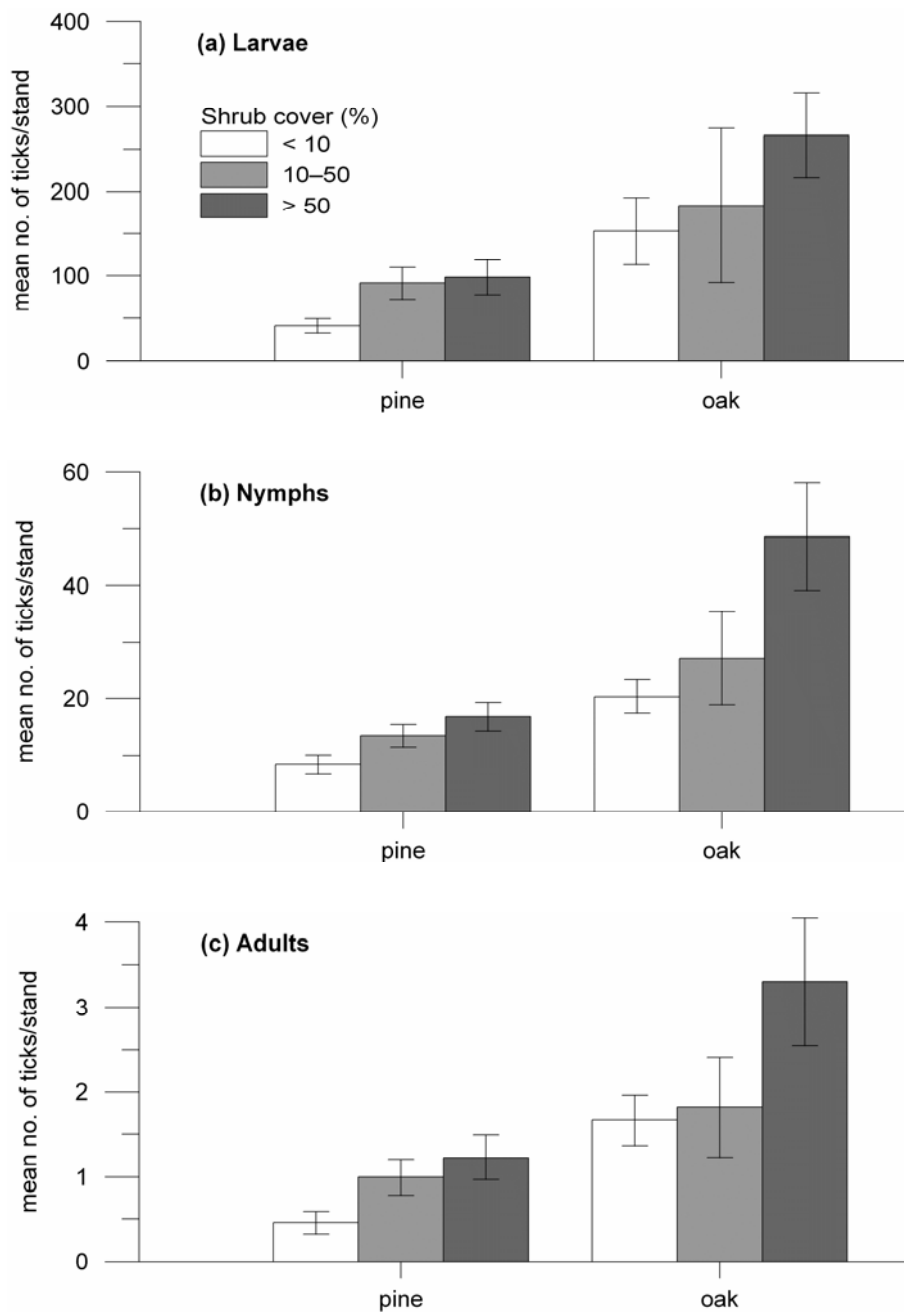 (a) Larvae
mean no. of ticks/stand
400
300
200
100
0
Shrub cover (%)
< 10
10–50
> 50
pine
oak
(b) Nymphs
mean no. of ticks/stand
60
40
20
0
pine
oak
(c) Adults
mean no. of ticks/stand
4
3
2
1
0
pine
oak